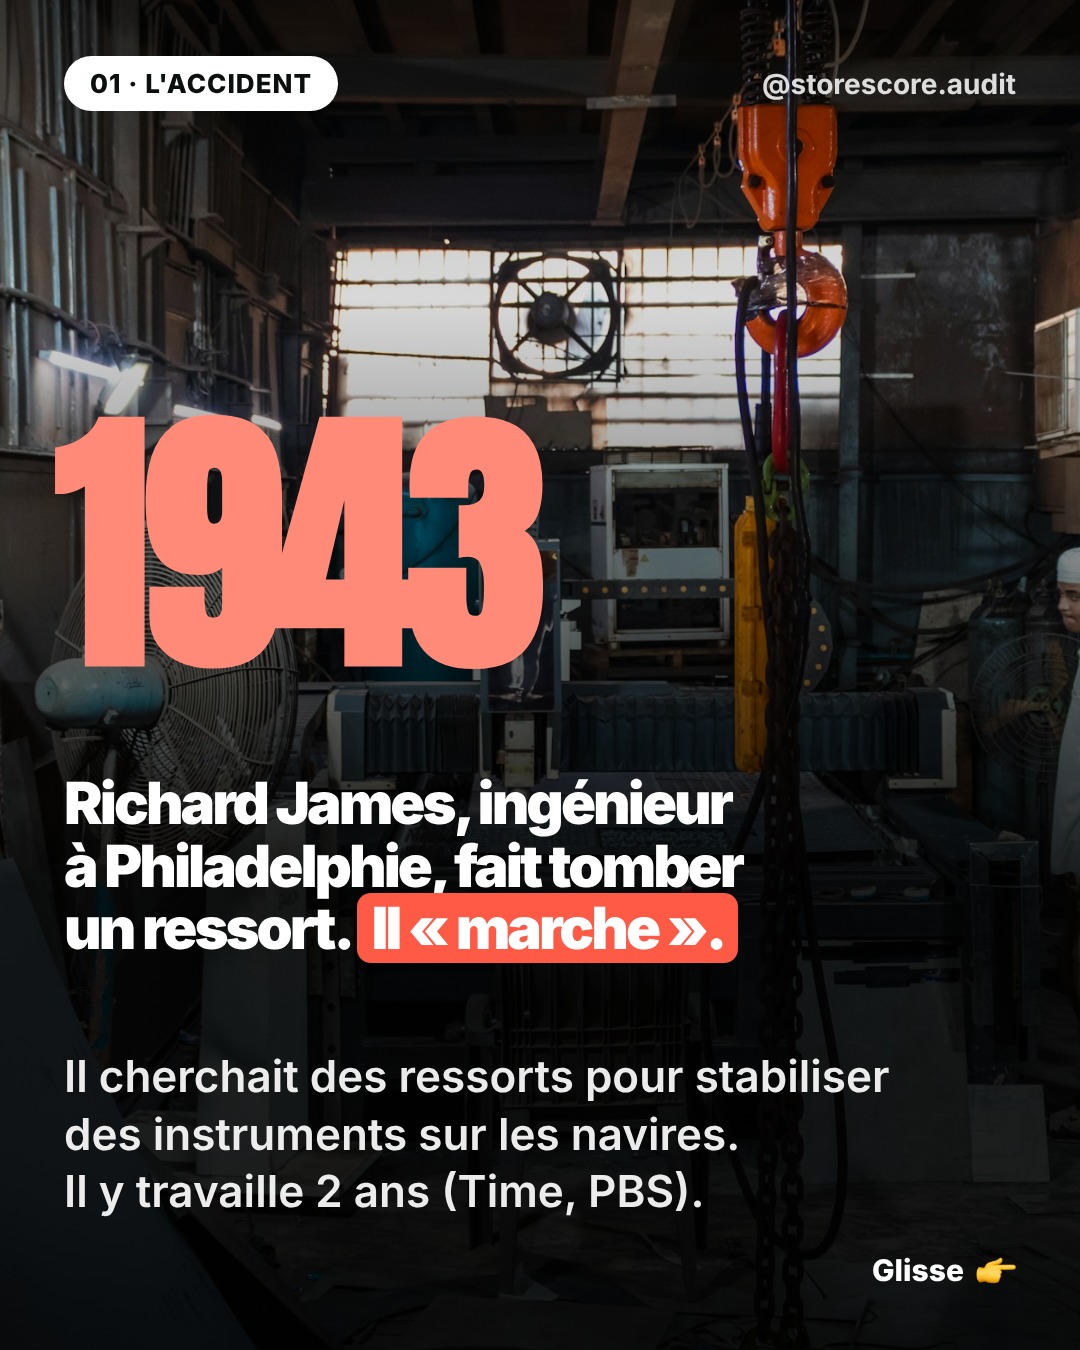 01 · L'ACCIDENT
@storescore.audit
1943
Richard James, ingénieur
à Philadelphie, fait tomber
un ressort. Il « marche ».
Il cherchait des ressorts pour stabiliser
des instruments sur les navires.
Il y travaille 2 ans (Time, PBS).
Glisse 👉